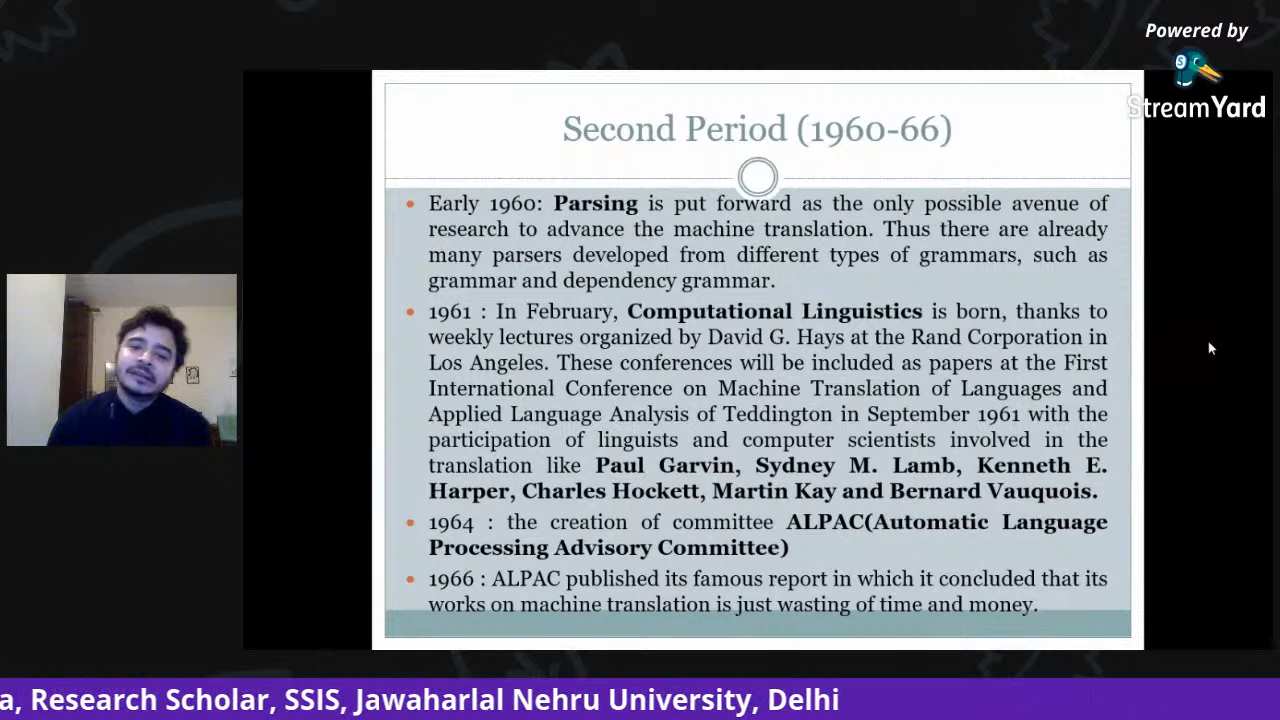 Powered by
StreamYard
Second Period (1960-66)
Early 1960: Parsing is put forward as the only possible avenue of
research to advance the machine translation. Thus there are already
many parsers developed from different types of grammars, such as
grammar and dependency grammar.
1961 : In February, Computational Linguistics is born, thanks to
weekly lectures organized by David G. Hays at the Rand Corporation in
Los Angeles. These conferences will be included as papers at the First
International Conference on Machine Translation of Languages and
Applied Language Analysis of Teddington in September 1961 with the
participation of linguists and computer scientists involved in the
translation like Paul Garvin, Sydney M. Lamb, Kenneth E.
Harper, Charles Hockett, Martin Kay and Bernard Vauquois.
1964 : the creation of committee ALPAC(Automatic Language
Processing Advisory Committee)
1966 : ALPAC published its famous report in which it concluded that its
works on machine translation is just wasting of time and money.
a, Research Scholar, SSIS, Jawaharlal Nehru University, Delhi